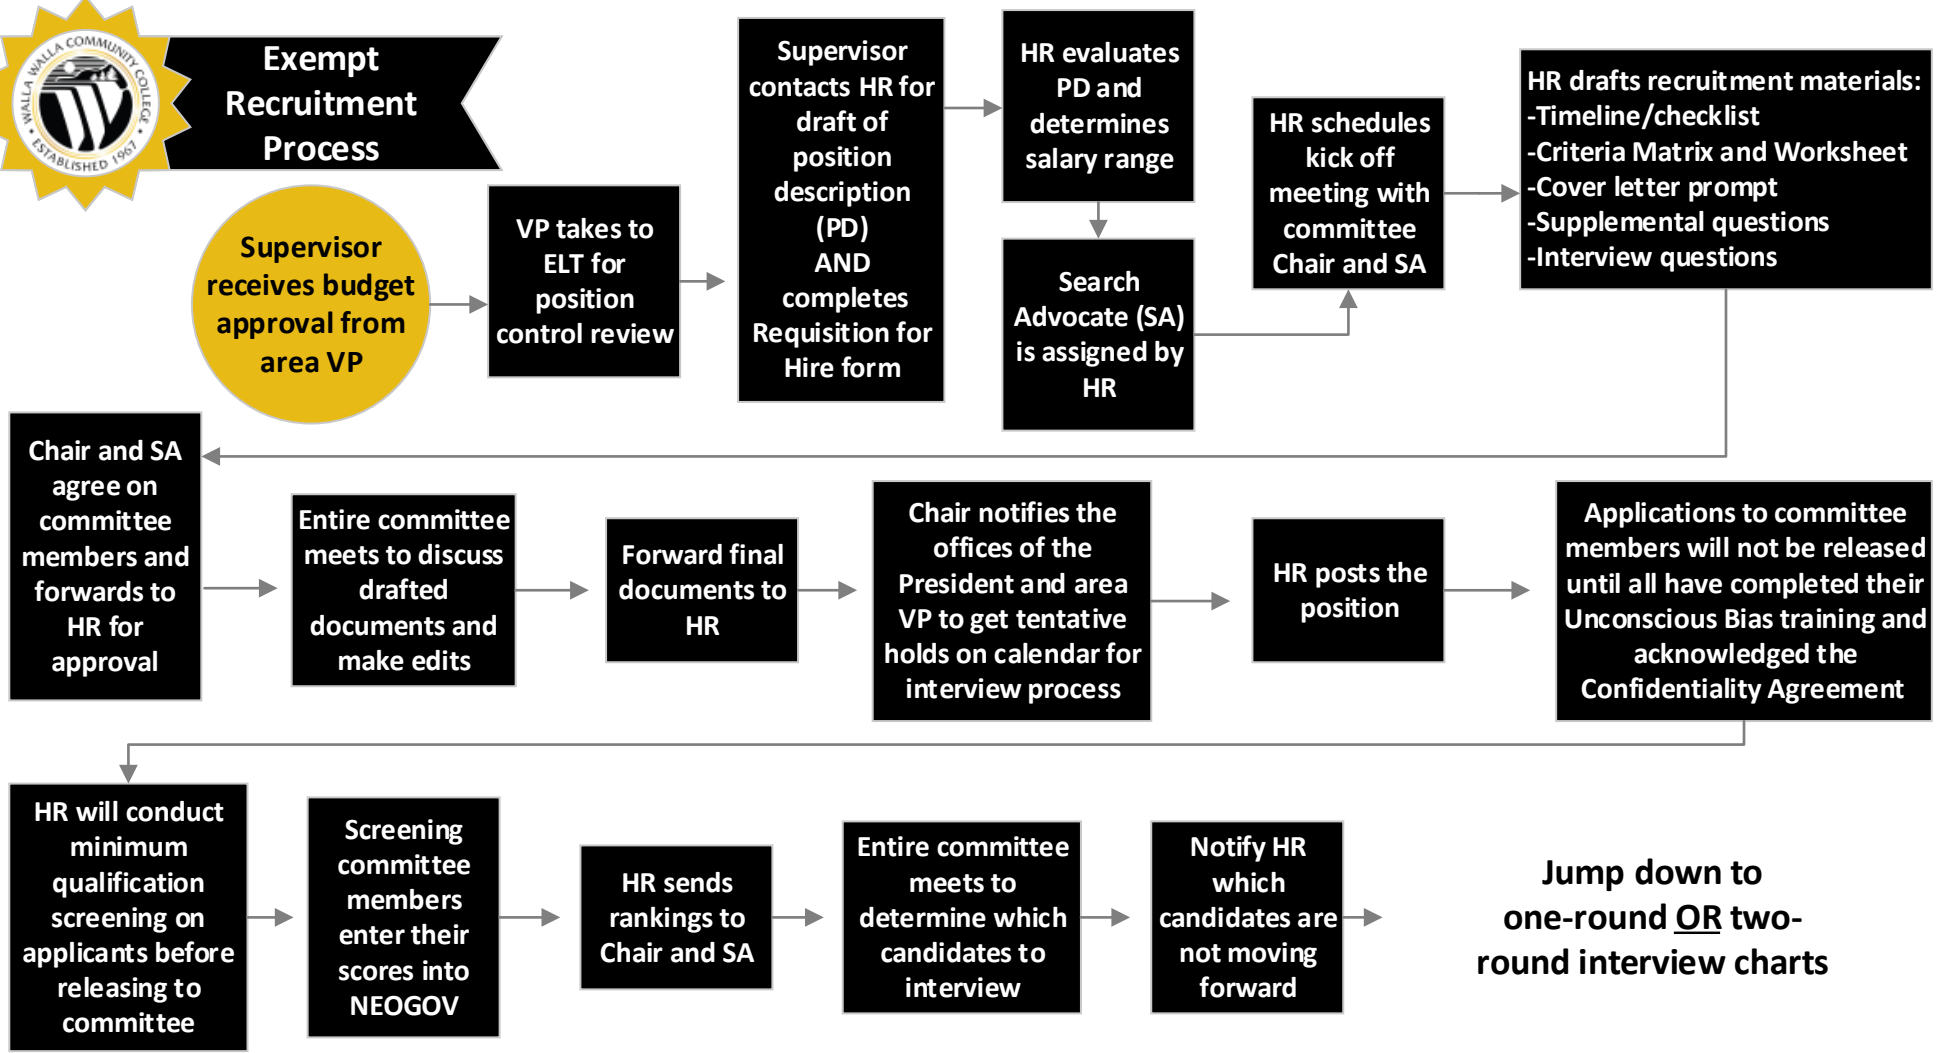 WALLA WALLA COMMUNITY COLLEGE
• ESTABLISHED 1967 •
Exempt
Recruitment
Process
Supervisor
receives budget
approval from
area VP
VP takes to
ELT for
position
control review
Supervisor
contacts HR for
draft of
position
description
(PD)
AND
completes
Requisition for
Hire form
HR evaluates
PD and
determines
salary range
Search
Advocate (SA)
is assigned by
HR
HR schedules
kick off
meeting with
committee
Chair and SA
HR drafts recruitment materials:
-Timeline/checklist
-Criteria Matrix and Worksheet
-Cover letter prompt
-Supplemental questions
-Interview questions
Chair and SA
agree on
committee
members and
forwards to
HR for
approval
Entire committee
meets to discuss
drafted
documents and
make edits
Forward final
documents to
HR
Chair notifies the
offices of the
President and area
VP to get tentative
holds on calendar for
interview process
HR posts the
position
Applications to committee
members will not be released
until all have completed their
Unconscious Bias training and
acknowledged the
Confidentiality Agreement
HR will conduct
minimum
qualification
screening on
applicants before
releasing to
committee
Screening
committee
members
enter their
scores into
NEOGOV
HR sends
rankings to
Chair and SA
Entire committee
meets to
determine which
candidates to
interview
Notify HR
which
candidates are
not moving
forward
Jump down to
one-round OR two-
round interview charts